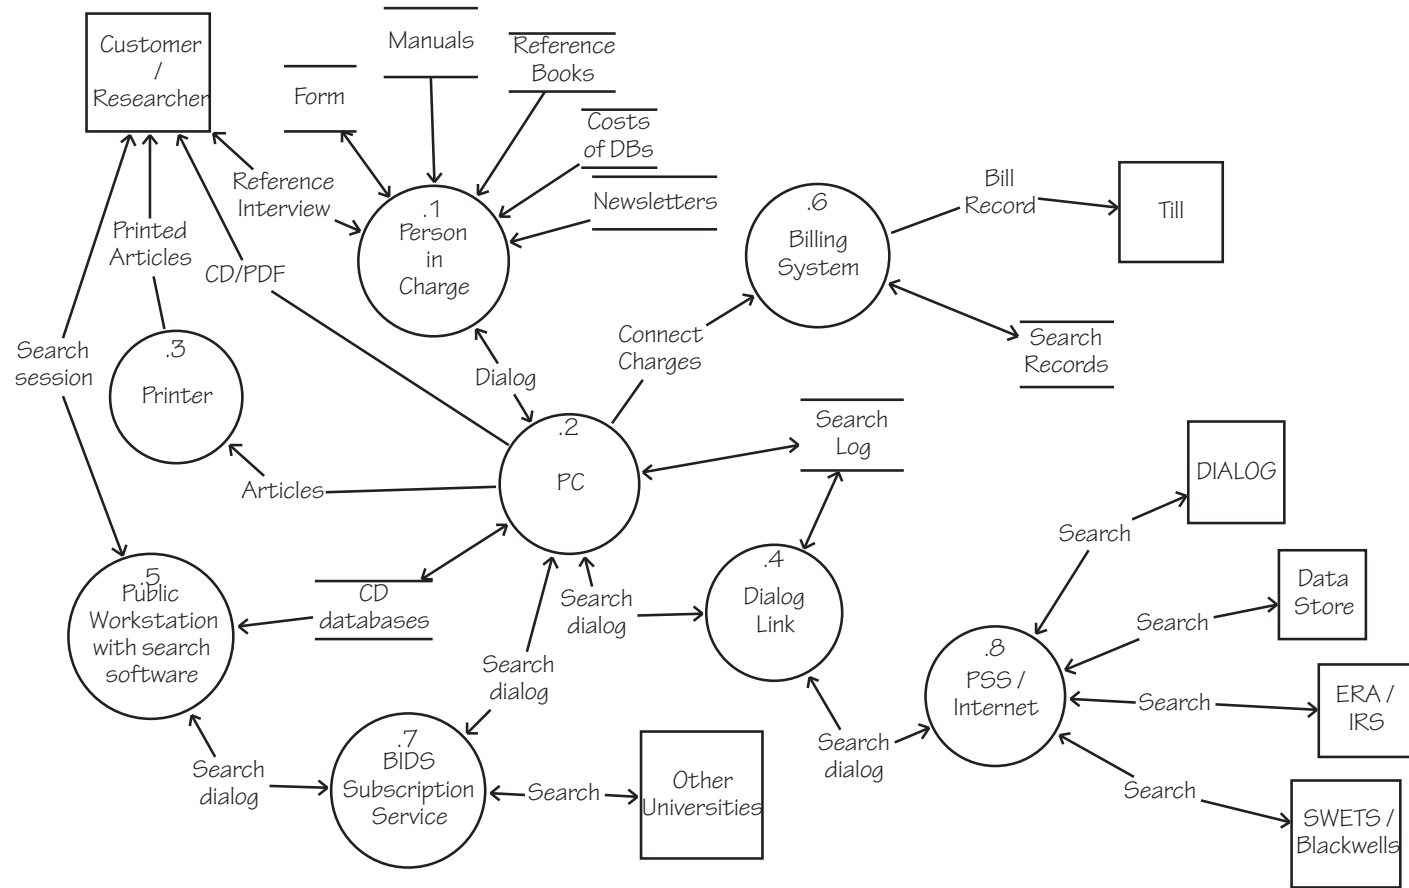 Customer
/
Researcher
Manuals
Reference
Books
Form
Costs
of DBs
Newsletters
Reference
Interview
.1
Person
in
Charge
.6
Billing
System
Bill
Record
Till
Printed
Articles
CD/PDF
Search
session
.3
Printer
Connect
Charges
Search
Records
Dialog
.2
PC
Search
Log
Articles
DIALOG
Search
.5
Public
Workstation
with search
software
CD
databases
Search
dialog
.4
Dialog
Link
Data
Store
Search
Search
dialog
.8
PSS /
Internet
Search
ERA /
IRS
Search
dialog
.7
BIDS
Subscription
Service
Search
Other
Universities
Search
dialog
Search
SWETS /
Blackwells